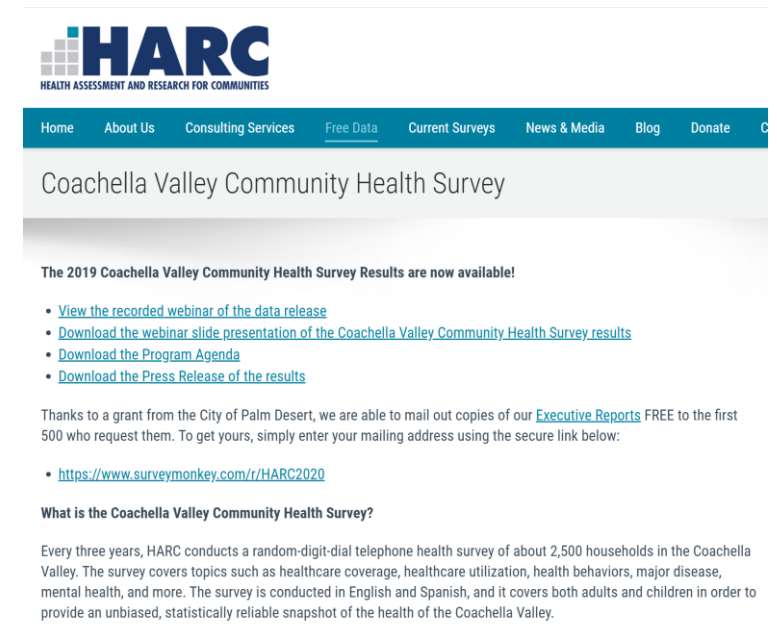 HARC
HEALTH ASSESSMENT AND RESEARCH FOR COMMUNITIES
Home About Us Consulting Services Free Data Current Surveys News & Media Blog Donate C
Coachella Valley Community Health Survey
The 2019 Coachella Valley Community Health Survey Results are now available!
• View the recorded webinar of the data release
• Download the webinar slide presentation of the Coachella Valley Community Health Survey results
• Download the Program Agenda
• Download the Press Release of the results
Thanks to a grant from the City of Palm Desert, we are able to mail out copies of our Executive Reports FREE to the first
500 who request them. To get yours, simply enter your mailing address using the secure link below:
• https://www.surveymonkey.com/r/HARC2020
What is the Coachella Valley Community Health Survey?
Every three years, HARC conducts a random-digit-dial telephone health survey of about 2,500 households in the Coachella
Valley. The survey covers topics such as healthcare coverage, healthcare utilization, health behaviors, major disease,
mental health, and more. The survey is conducted in English and Spanish, and it covers both adults and children in order to
provide an unbiased, statistically reliable snapshot of the health of the Coachella Valley.